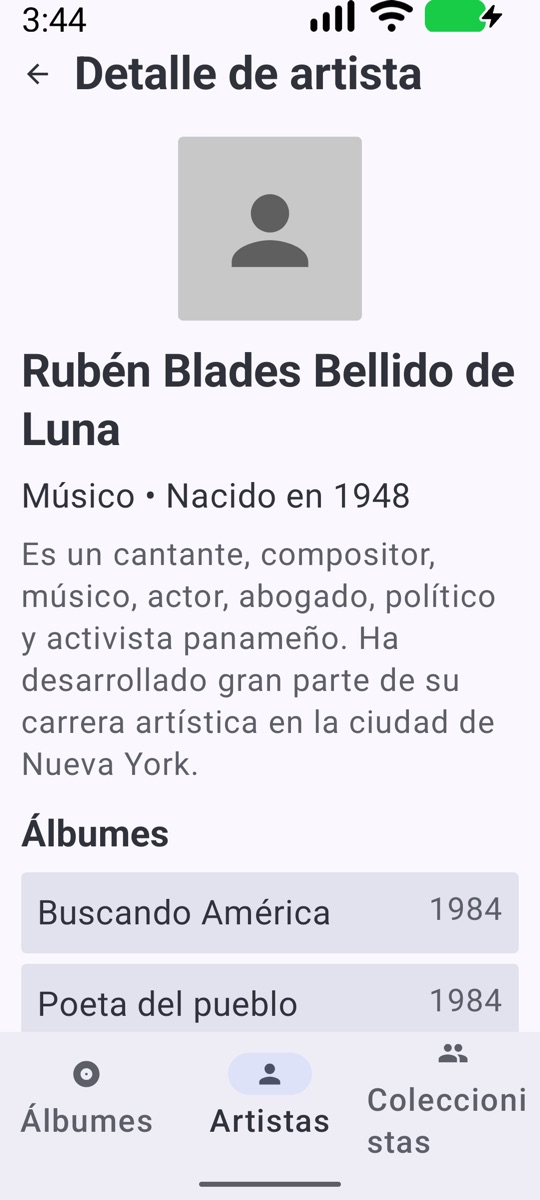 3:44
Detalle de artista
Rubén Blades Bellido de
Luna
Músico • Nacido en 1948
Es un cantante, compositor,
músico, actor, abogado, político
y activista panameño. Ha
desarrollado gran parte de su
carrera artística en la ciudad de
Nueva York.
Álbumes
Buscando América 1984
Poeta del pueblo 1984
Álbumes
Artistas
Coleccioni
stas